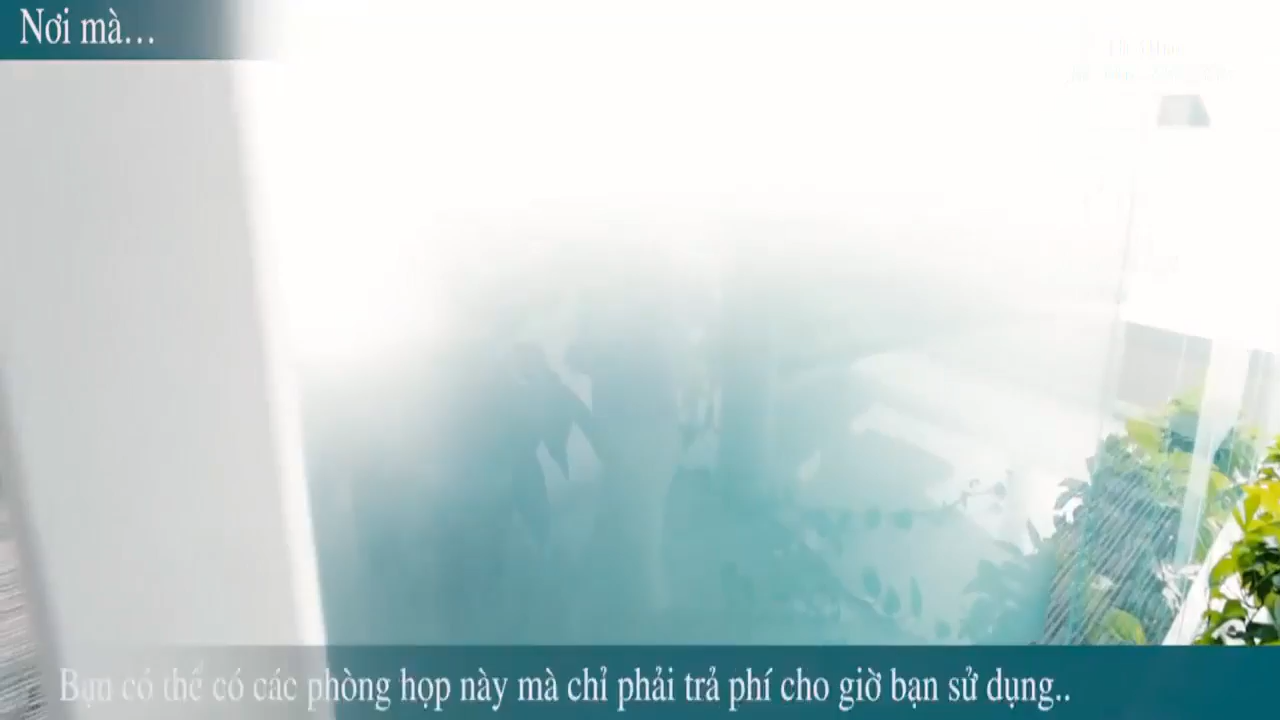 Nơi mà...
Bạn có thể có các phòng họp này mà chỉ phải trả phí cho giờ bạn sử dụng..